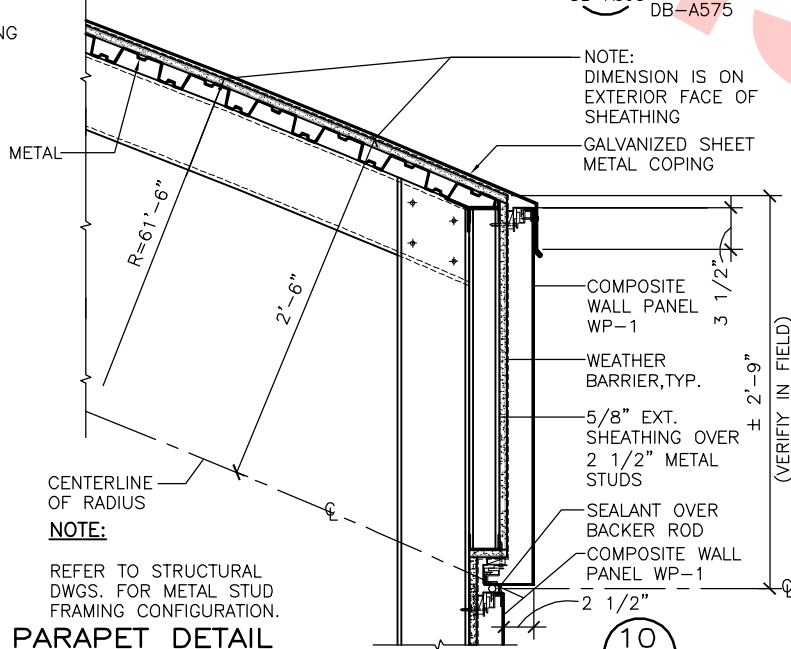 DB-A575
NG
NOTE:
DIMENSION IS ON
EXTERIOR FACE OF
SHEATHING
METAL
GALVANIZED SHEET
METAL COPING
R=61'-6"
2'-6"
3 1/2"
COMPOSITE
WALL PANEL
WP-1
WEATHER
BARRIER,TYP.
± 2'-9"
(VERIFIY IN FIELD)
5/8" EXT.
SHEATHING OVER
2 1/2" METAL
STUDS
CENTERLINE
OF RADIUS
SEALANT OVER
BACKER ROD
COMPOSITE WALL
PANEL WP-1
2 1/2"
NOTE:
REFER TO STRUCTURAL
DWGS. FOR METAL STUD
FRAMING CONFIGURATION.
PARAPET DETAIL
10